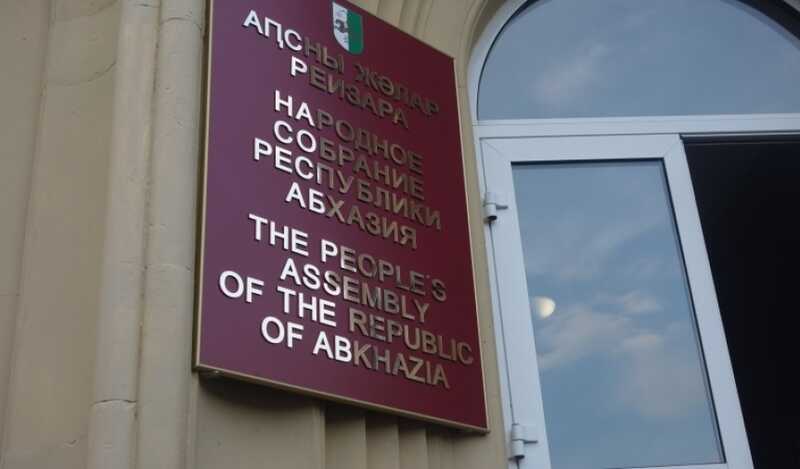 АԤСНЫ ЖӘЛАР
РЕИЗАРА
НАРОДНОЕ
СОБРАНИЕ
РЕСПУБЛИКИ
АБХАЗИЯ
THE PEOPLE'S
ASSEMBLY
OF THE REPUBLIC
OF ABKHAZIA